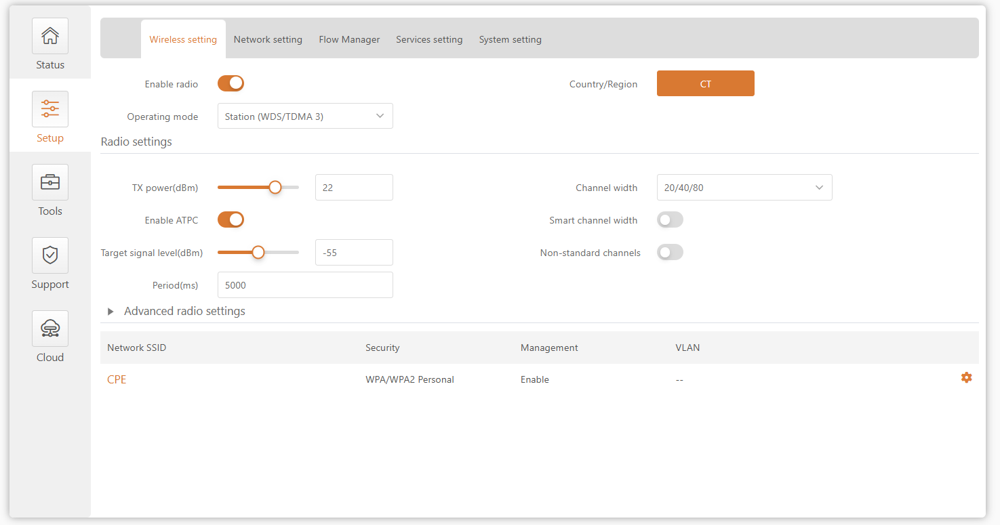 Status
Setup
Tools
Support
Cloud
Wireless setting Network setting Flow Manager Services setting System setting
Enable radio Country/Region CT
Operating mode Station (WDS/TDMA 3)
Radio settings
TX power(dBm) 22 Channel width 20/40/80
Enable ATPC Smart channel width
Target signal level(dBm) -55 Non-standard channels
Period(ms) 5000
Advanced radio settings
Network SSID Security Management VLAN
CPE WPA/WPA2 Personal Enable --